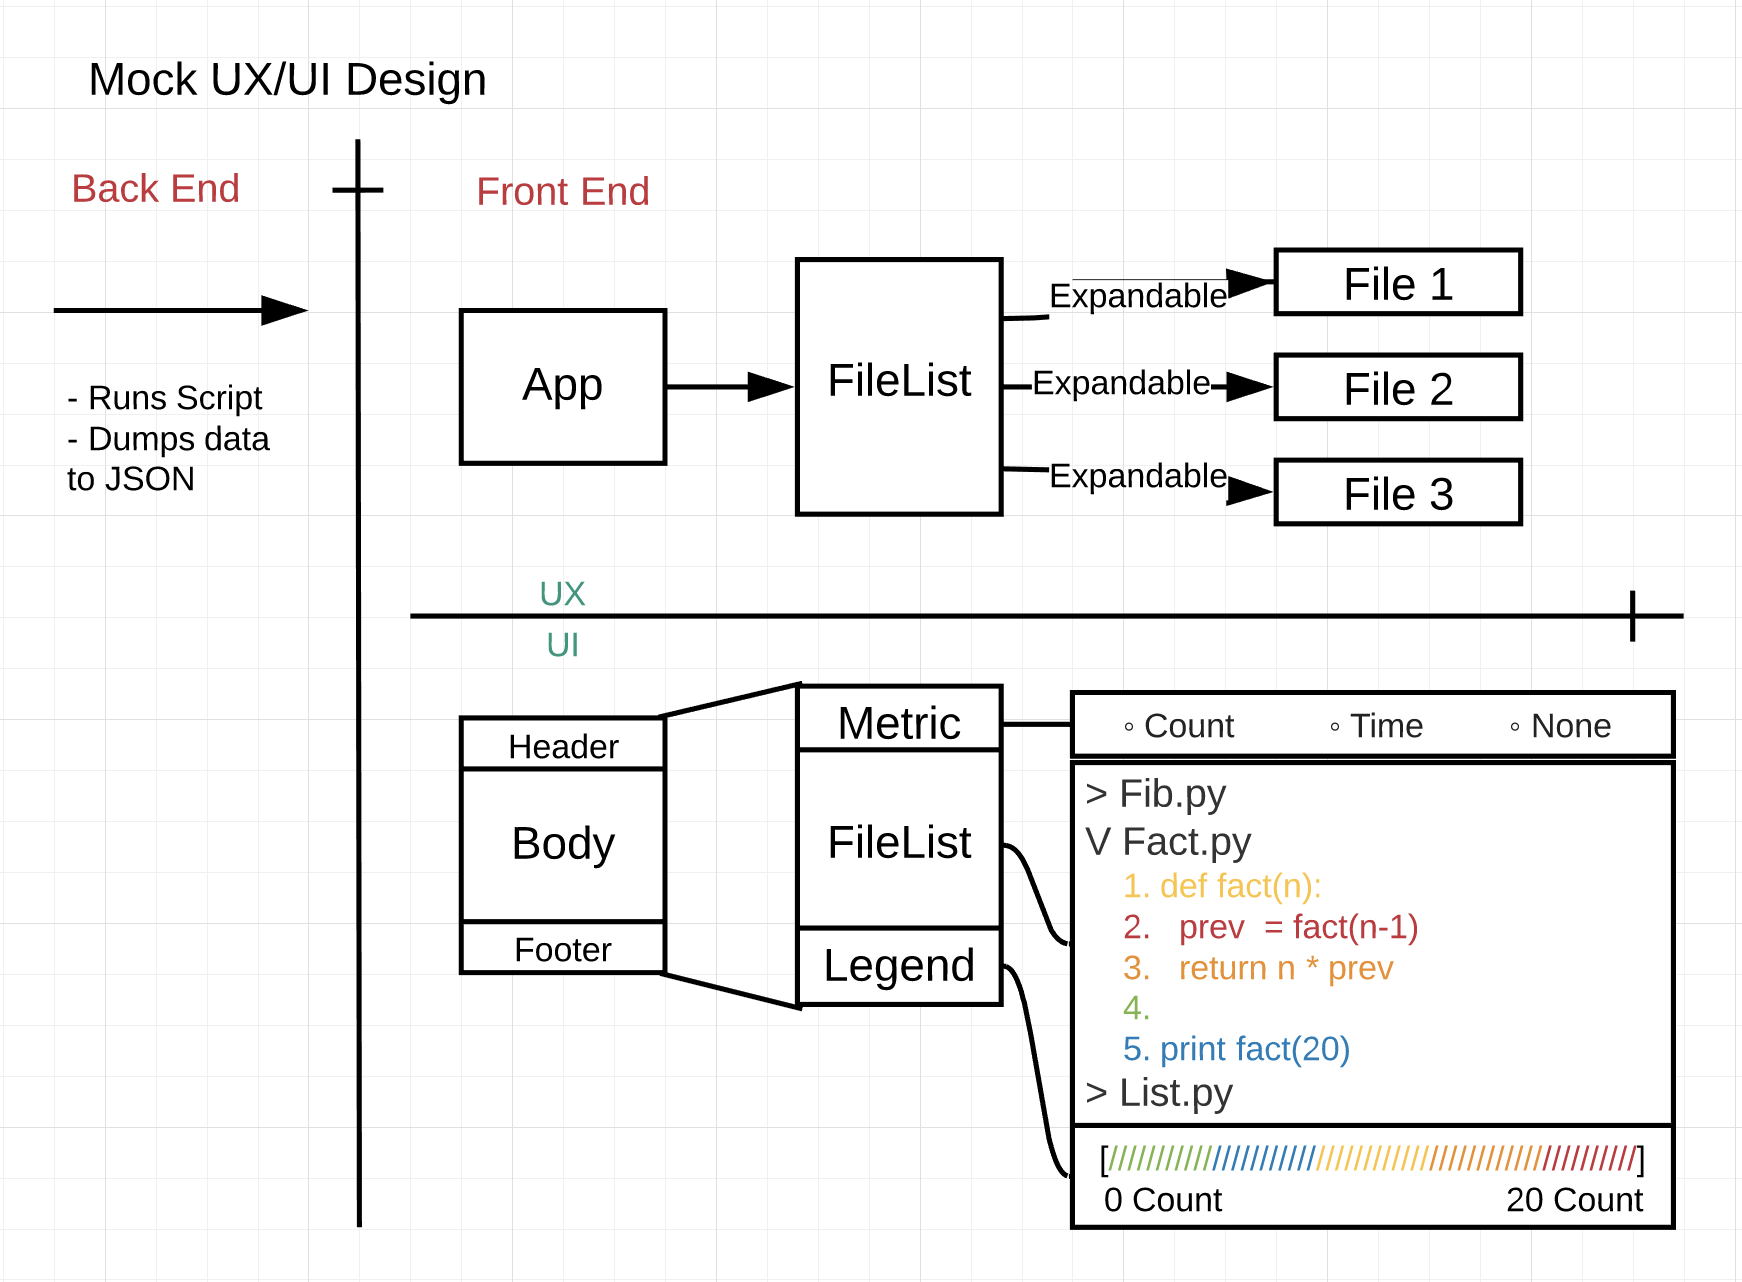 Mock UX/UI Design
Back End
Front End
- Runs Script
- Dumps data
to JSON
App
FileList
Expandable
Expandable
Expandable
File 1
File 2
File 3
UX
UI
Header
Body
Footer
Metric
FileList
Legend
◦ Count ◦ Time ◦ None
> Fib.py
V Fact.py
1. def fact(n):
2. prev = fact(n-1)
3. return n * prev
4.
5. print fact(20)
> List.py
[/////////////////////////////////////////////////////////]
0 Count 20 Count